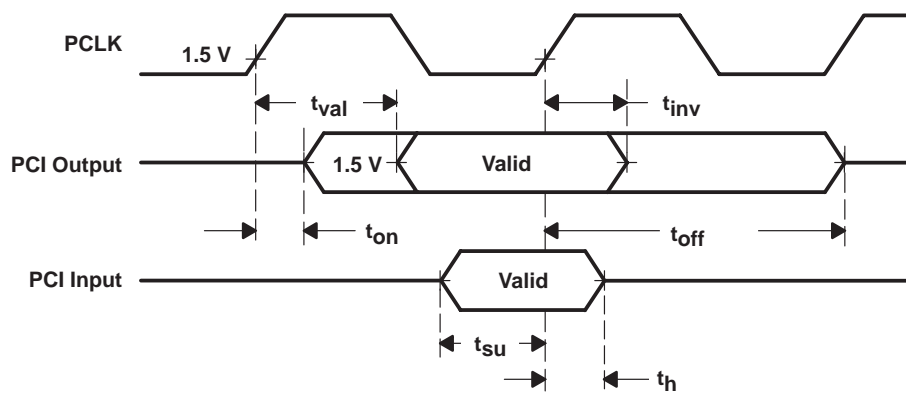 PCLK
1.5 V
tval
tinv
PCI Output
1.5 V
Valid
ton
toff
PCI Input
Valid
tsu
th